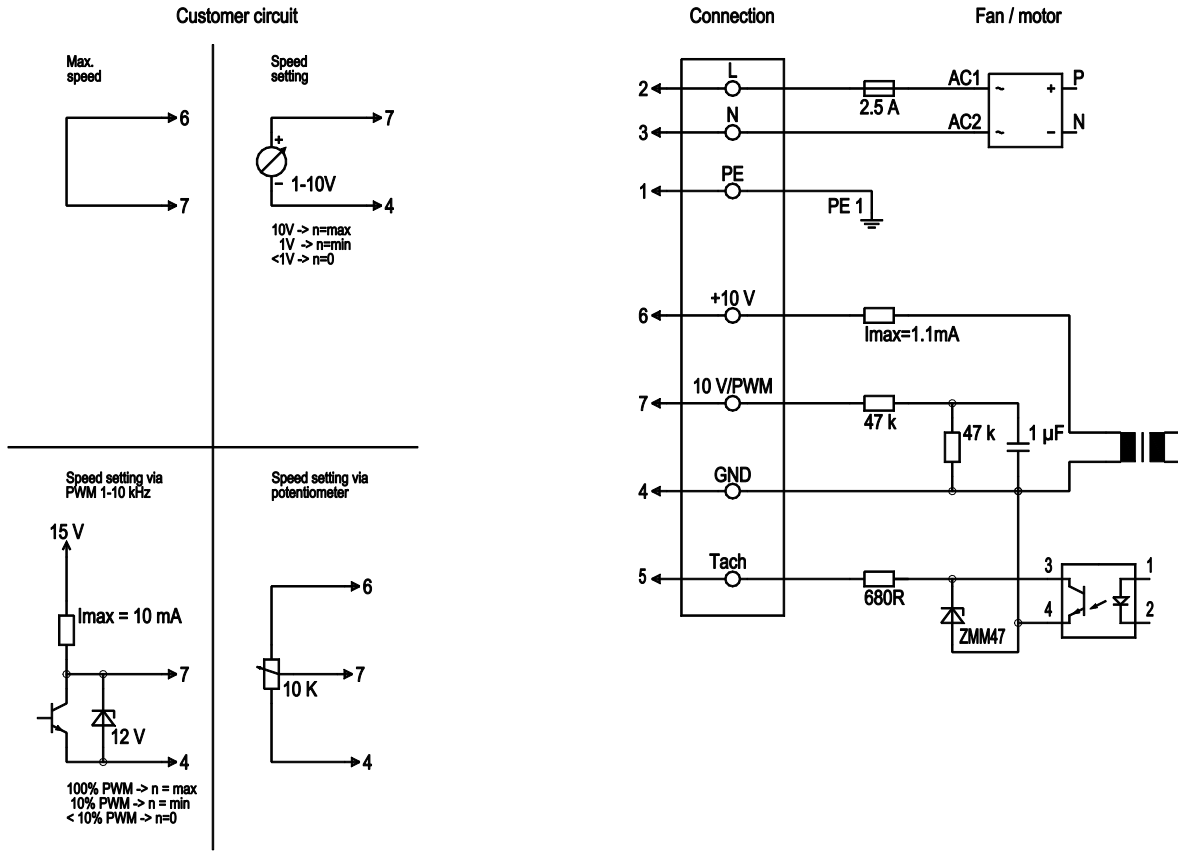 Customer circuit
Max.
speed
6
7
Speed
setting
7
+
− 1-10V
4
10V -> n=max
1V -> n=min
<1V -> n=0
Speed setting via
PWM 1-10 kHz
15 V
Imax = 10 mA
7
12 V
4
100% PWM -> n = max
10% PWM -> n = min
< 10% PWM -> n=0
Speed setting via
potentiometer
6
7
10 K
4
Connection
Fan / motor
2
L
2.5 A
AC1
~
+
P
3
N
AC2
~
−
N
1
PE
PE 1
6
+10 V
Imax=1.1mA
7
10 V/PWM
47 k
47 k
1 µF
4
GND
5
Tach
680R
ZMM47
3
4
1
2